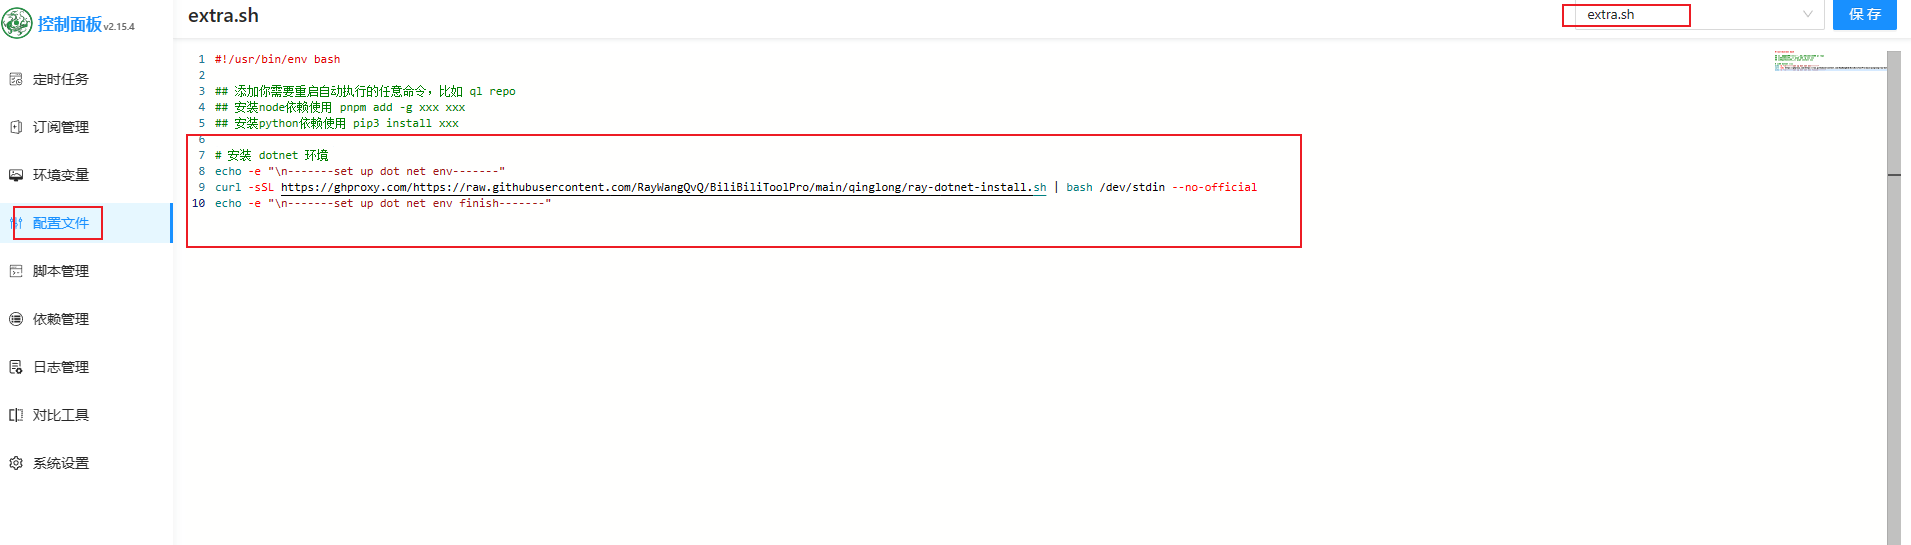 控制面板 v2.15.4
定时任务
订阅管理
环境变量
配置文件
脚本管理
依赖管理
日志管理
对比工具
系统设置
extra.sh
extra.sh
保 存
1 #!/usr/bin/env bash
2
3 ## 添加你需要重启自动执行的任意命令，比如 ql repo
4 ## 安装node依赖使用 pnpm add -g xxx xxx
5 ## 安装python依赖使用 pip3 install xxx
6
7 # 安装 dotnet 环境
8 echo -e "\n-------set up dot net env-------"
9 curl -sSL https://ghproxy.com/https://raw.githubusercontent.com/RayWangQvQ/BiliBiliToolPro/main/qinglong/ray-dotnet-install.sh | bash /dev/stdin --no-official
10 echo -e "\n-------set up dot net env finish-------"